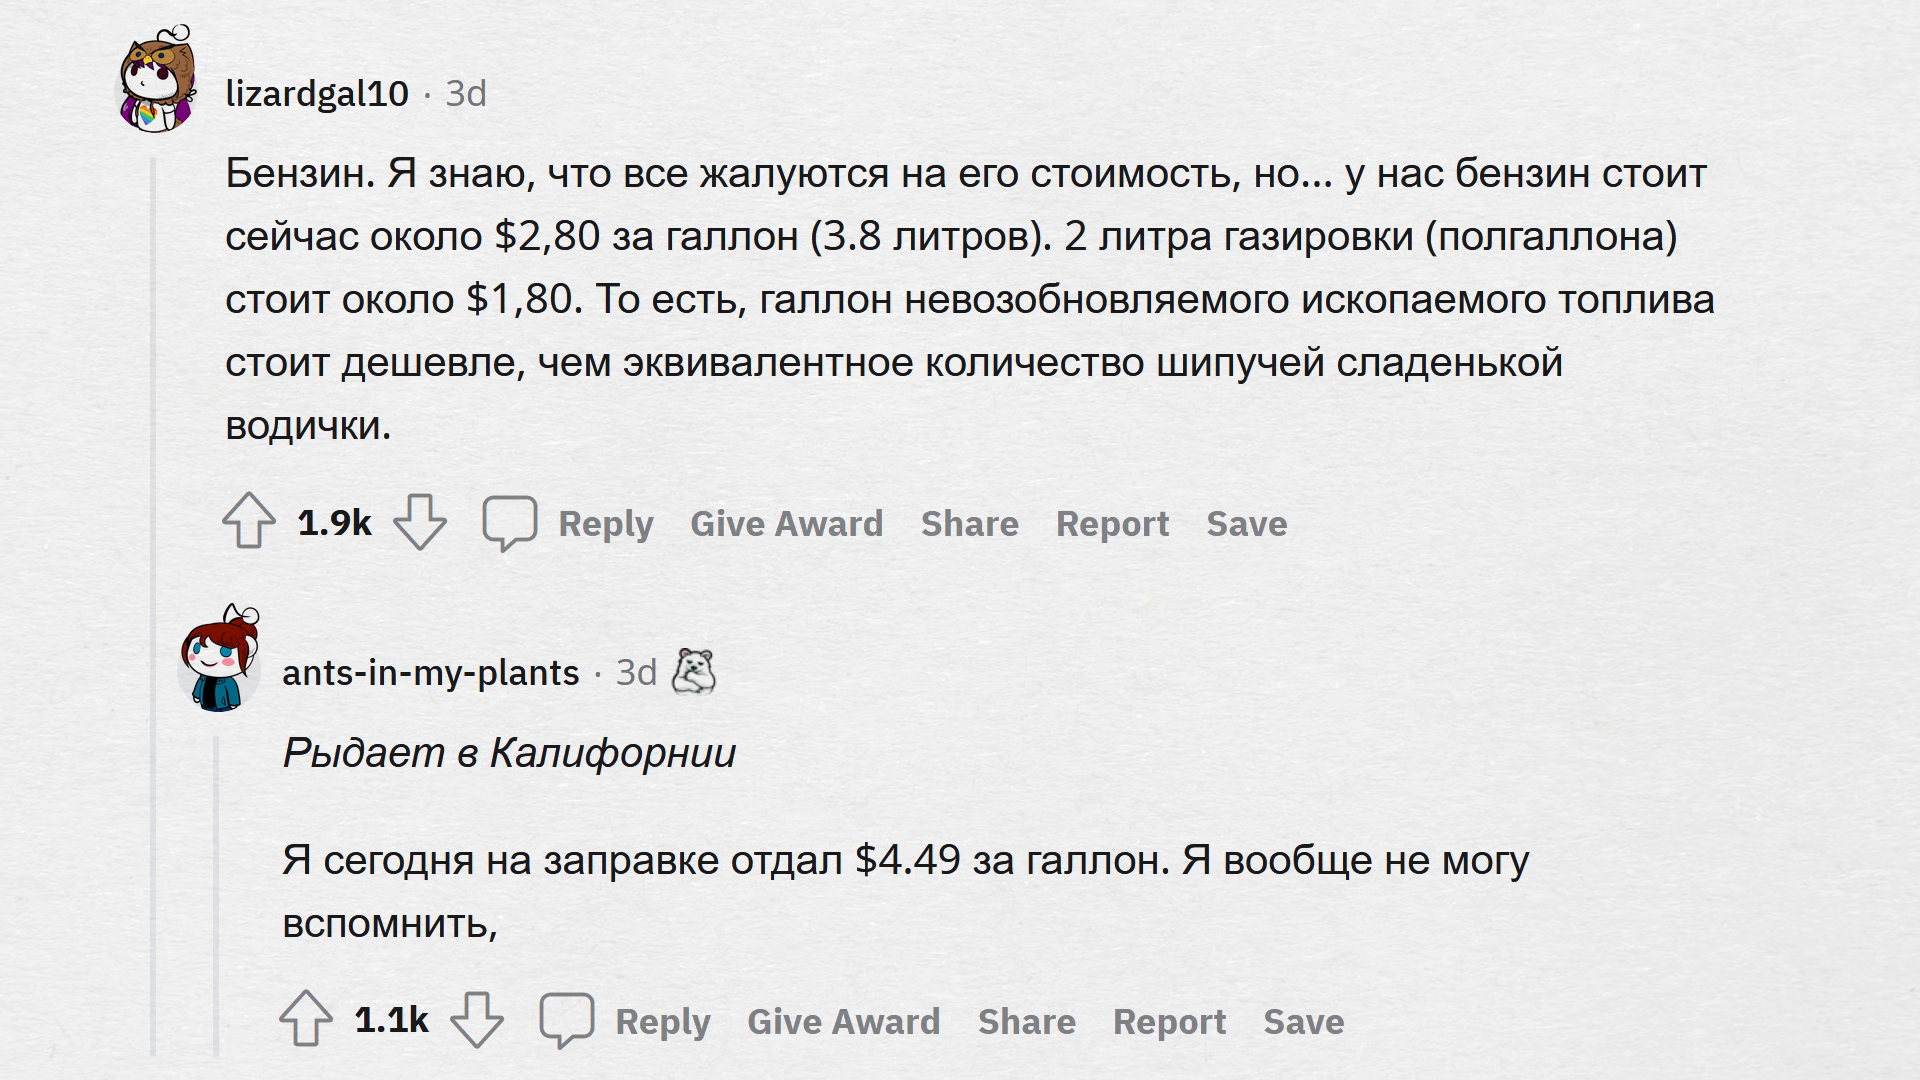 lizardgal10 · 3d
Бензин. Я знаю, что все жалуются на его стоимость, но... у нас бензин стоит
сейчас около $2,80 за галлон (3.8 литров). 2 литра газировки (полгаллона)
стоит около $1,80. То есть, галлон невозобновляемого ископаемого топлива
стоит дешевле, чем эквивалентное количество шипучей сладенькой
водички.
1.9k Reply Give Award Share Report Save
ants-in-my-plants · 3d
Рыдает в Калифорнии
Я сегодня на заправке отдал $4.49 за галлон. Я вообще не могу
вспомнить,
1.1k Reply Give Award Share Report Save